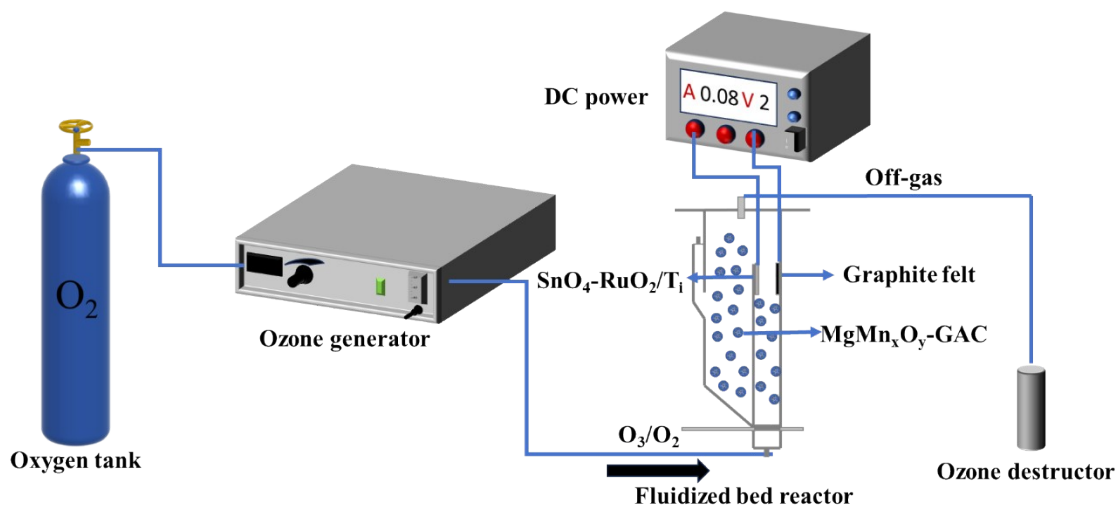 DC power
A 0.08 V 2
Off-gas
O₂
SnO₄-RuO₂/Tᵢ
Graphite felt
Ozone generator
MgMnₓOᵧ-GAC
O₃/O₂
Oxygen tank
Fluidized bed reactor
Ozone destructor